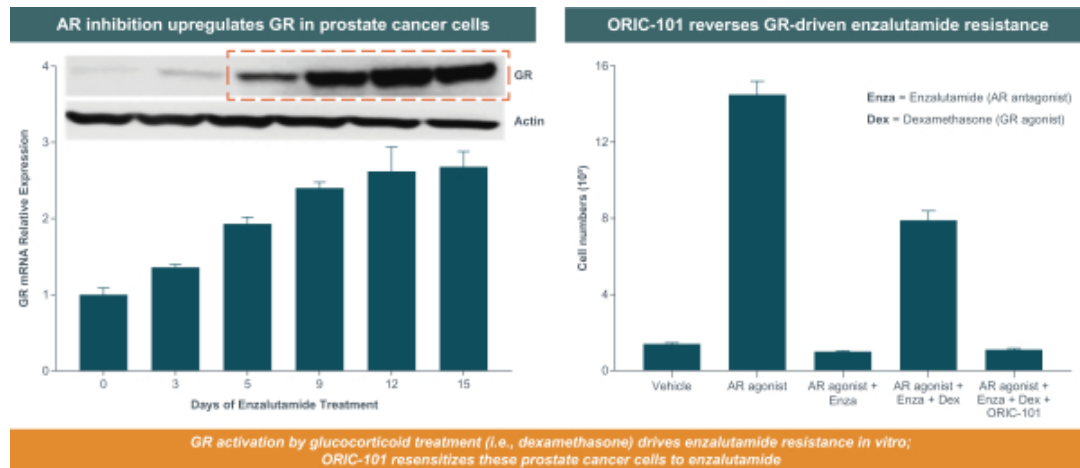 AR inhibition upregulates GR in prostate cancer cells
4
3
2
1
0
GR mRNA Relative Expression
GR
Actin
0 3 5 9 12 15
Days of Enzalutamide Treatment
ORIC-101 reverses GR-driven enzalutamide resistance
16
12
8
4
0
Cell numbers (10⁵)
Enza = Enzalutamide (AR antagonist)
Dex = Dexamethasone (GR agonist)
Vehicle
AR agonist
AR agonist +
Enza
AR agonist +
Enza + Dex
AR agonist +
Enza + Dex +
ORIC-101
GR activation by glucocorticoid treatment (i.e., dexamethasone) drives enzalutamide resistance in vitro;
ORIC-101 resensitizes these prostate cancer cells to enzalutamide